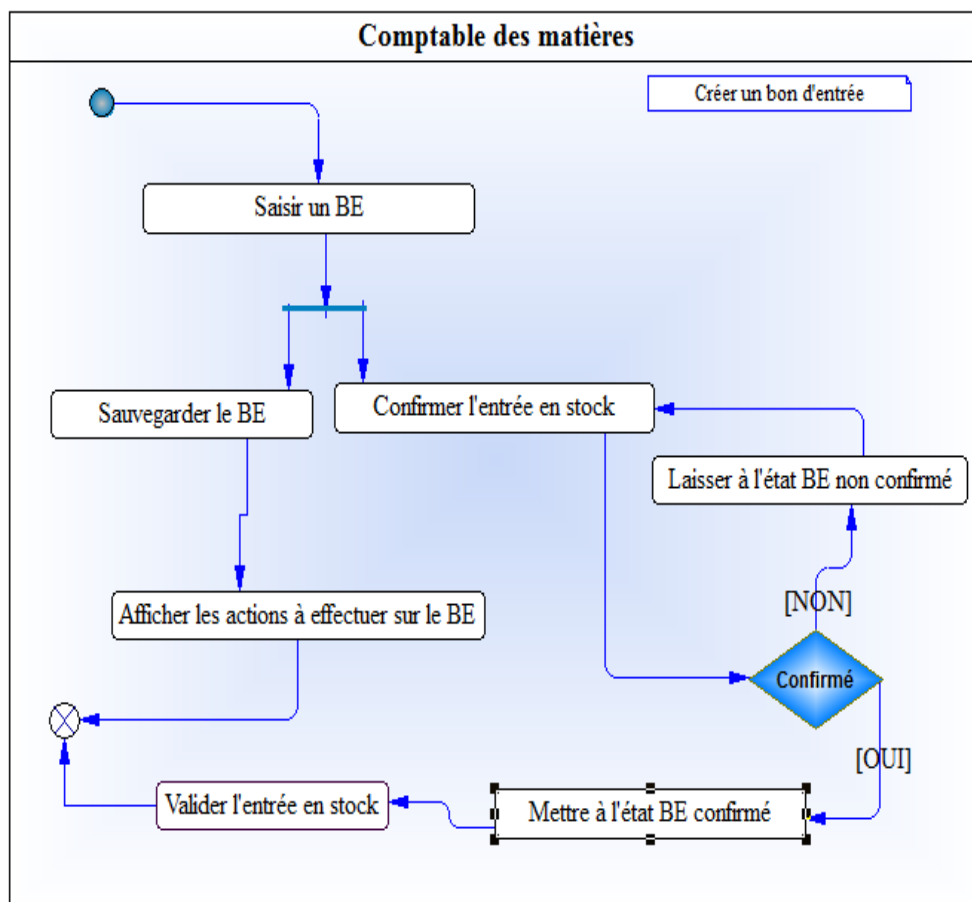 Comptable des matières
Créer un bon d'entrée
Saisir un BE
Sauvegarder le BE
Confirmer l'entrée en stock
Laisser à l'état BE non confirmé
[NON]
Afficher les actions à effectuer sur le BE
Confirmé
[OUI]
Valider l'entrée en stock
Mettre à l'état BE confirmé